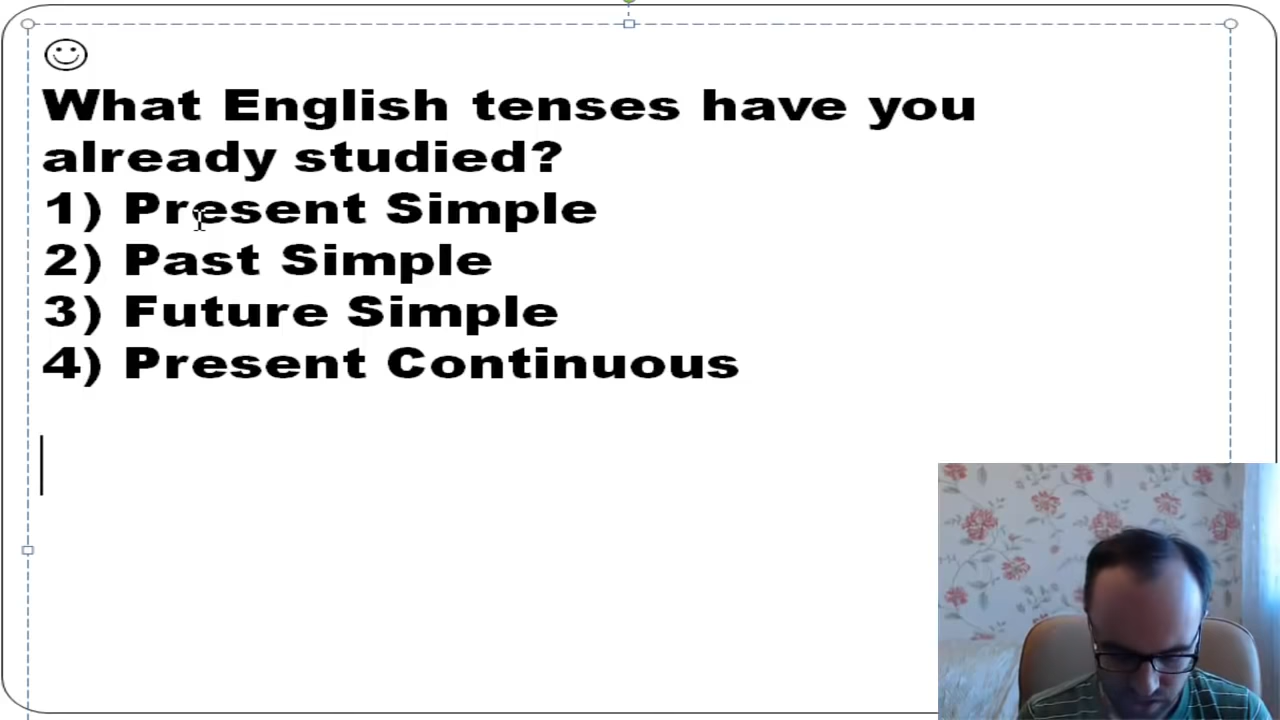 What English tenses have you
already studied?
1) Present Simple
2) Past Simple
3) Future Simple
4) Present Continuous